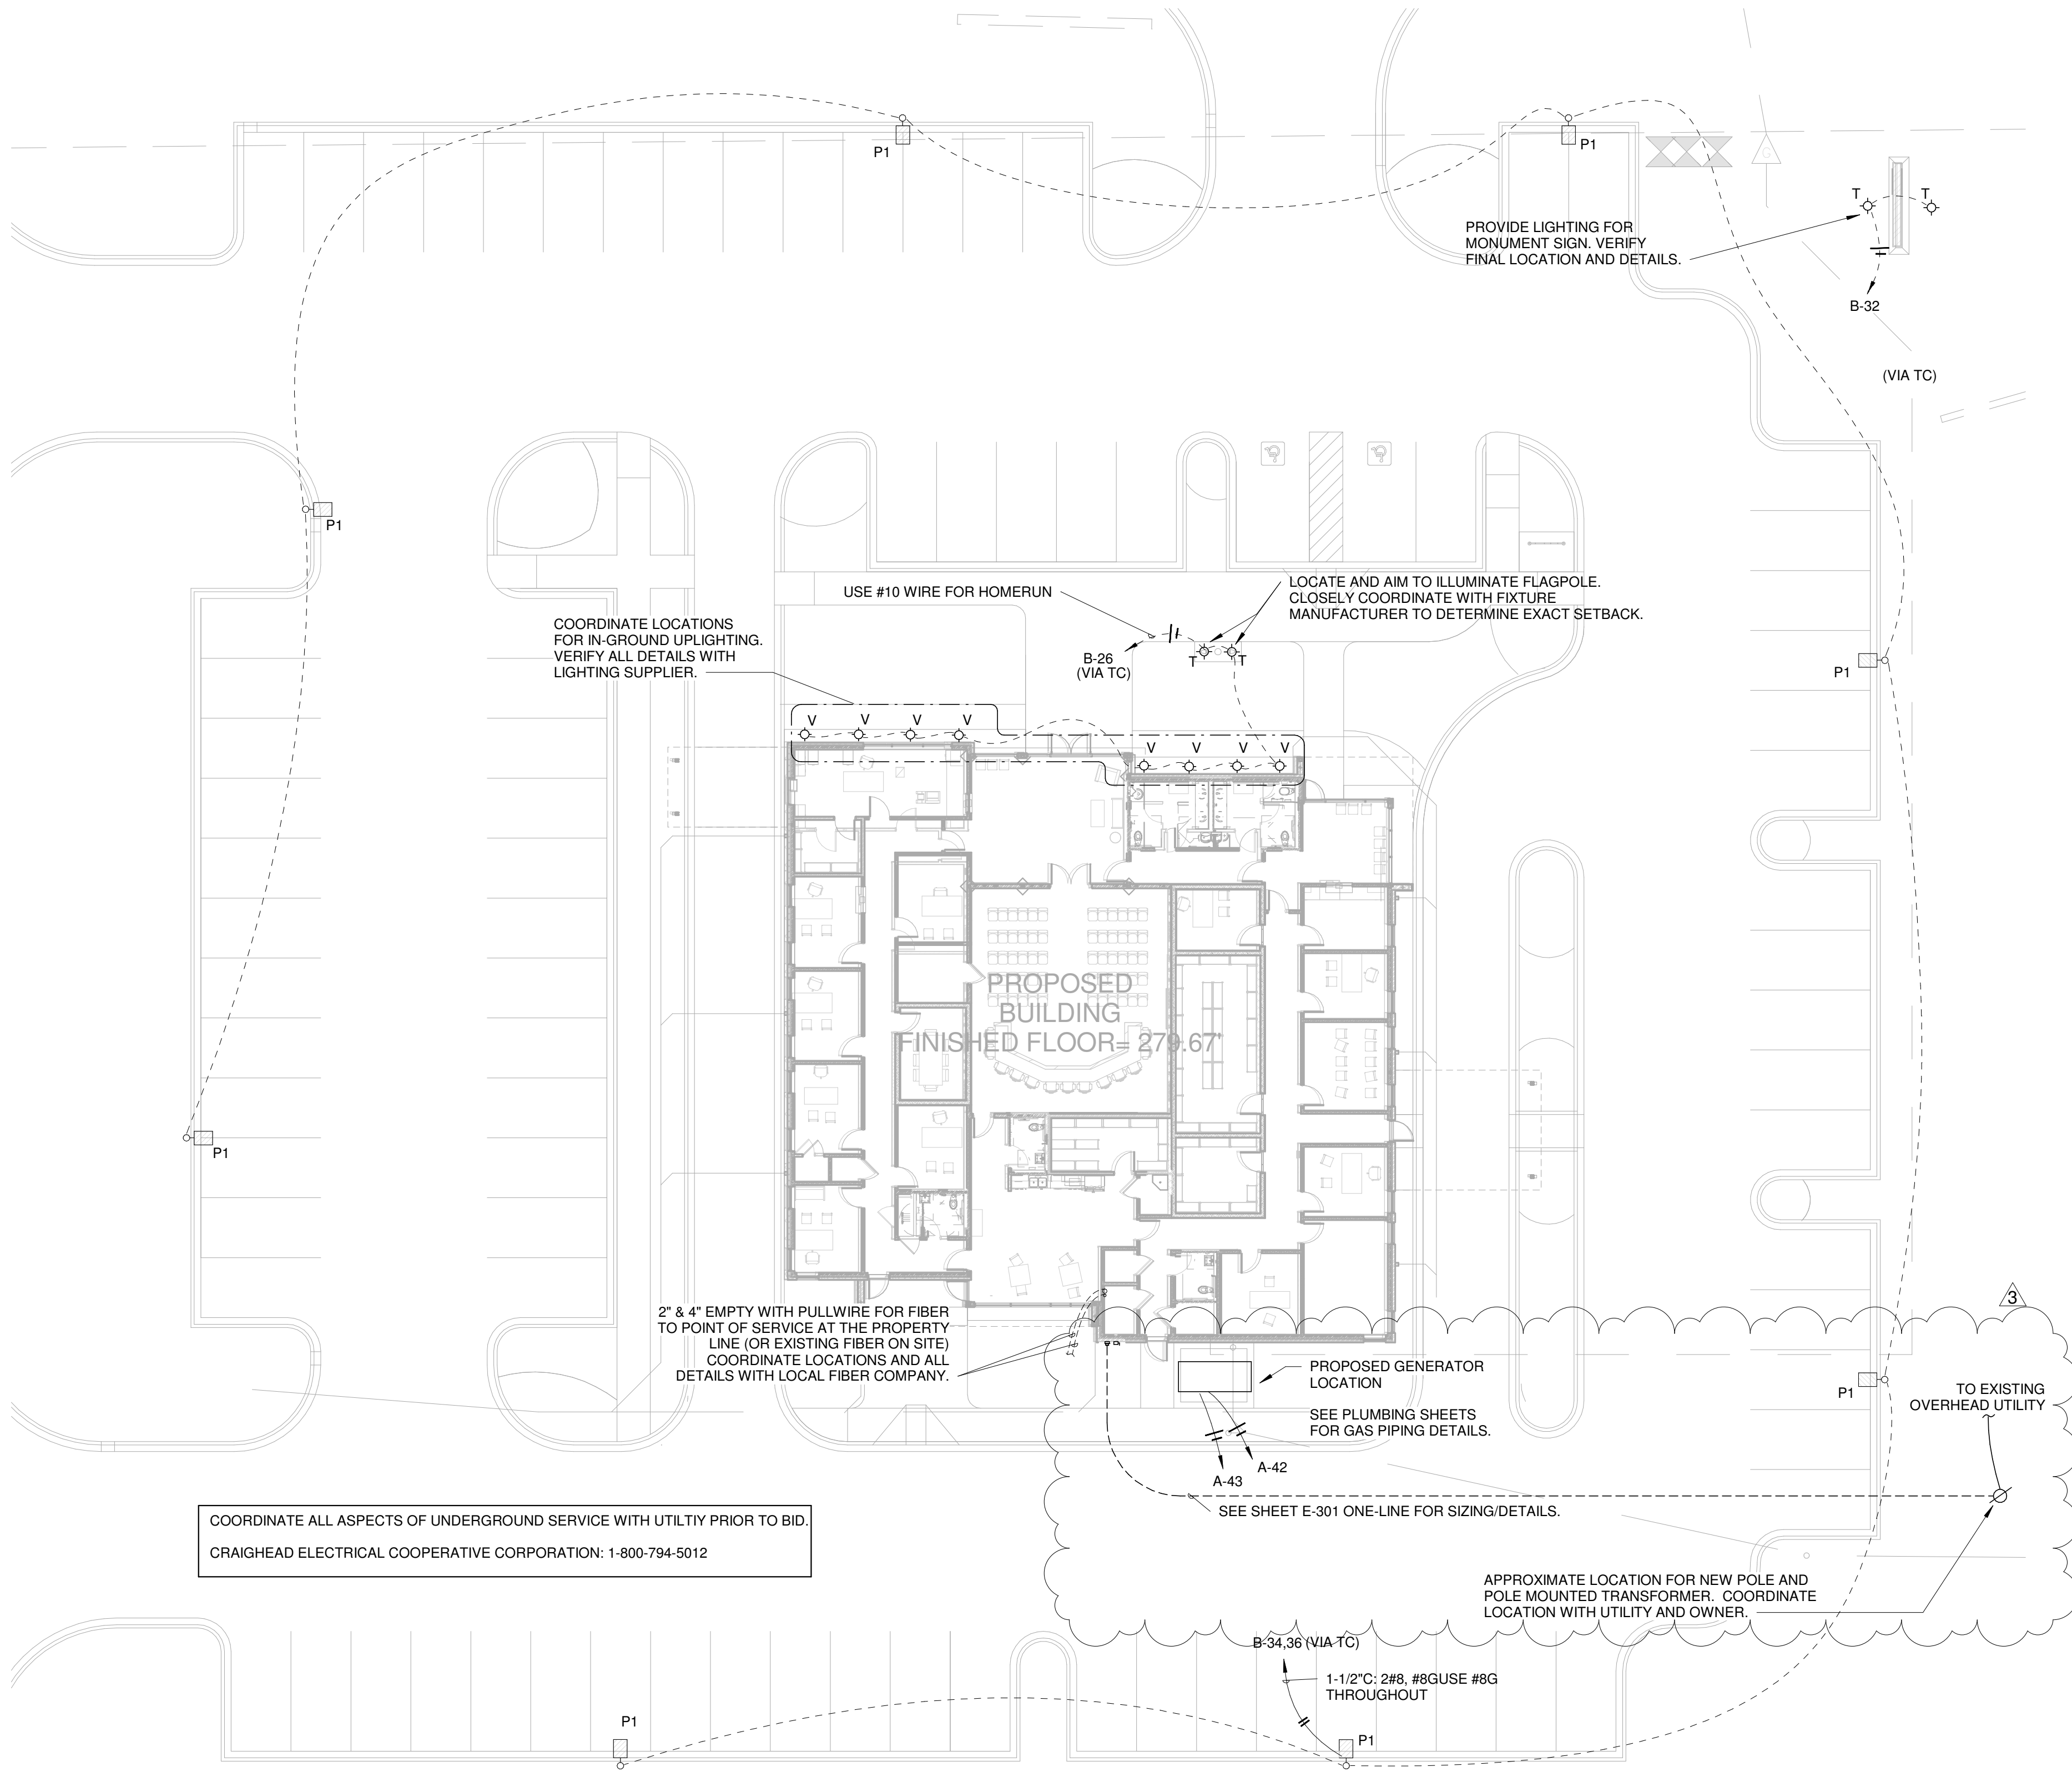 P1
P1
G
T
T
PROVIDE LIGHTING FOR
MONUMENT SIGN. VERIFY
FINAL LOCATION AND DETAILS.
B-32
(VIA TC)
P1
USE #10 WIRE FOR HOMERUN
LOCATE AND AIM TO ILLUMINATE FLAGPOLE.
CLOSELY COORDINATE WITH FIXTURE
MANUFACTURER TO DETERMINE EXACT SETBACK.
COORDINATE LOCATIONS
FOR IN-GROUND UPLIGHTING.
VERIFY ALL DETAILS WITH
LIGHTING SUPPLIER.
B-26
(VIA TC)
T
T
P1
V
V
V
V
V
V
V
V
PROPOSED
BUILDING
FINISHED FLOOR= 279.67'
P1
3
2" & 4" EMPTY WITH PULLWIRE FOR FIBER
TO POINT OF SERVICE AT THE PROPERTY
LINE (OR EXISTING FIBER ON SITE)
COORDINATE LOCATIONS AND ALL
DETAILS WITH LOCAL FIBER COMPANY.
PROPOSED GENERATOR
LOCATION
SEE PLUMBING SHEETS
FOR GAS PIPING DETAILS.
P1
TO EXISTING
OVERHEAD UTILITY
A-42
A-43
SEE SHEET E-301 ONE-LINE FOR SIZING/DETAILS.
COORDINATE ALL ASPECTS OF UNDERGROUND SERVICE WITH UTILTIY PRIOR TO BID.
CRAIGHEAD ELECTRICAL COOPERATIVE CORPORATION: 1-800-794-5012
APPROXIMATE LOCATION FOR NEW POLE AND
POLE MOUNTED TRANSFORMER. COORDINATE
LOCATION WITH UTILITY AND OWNER.
B-34,36 (VIA TC)
1-1/2"C: 2#8, #8GUSE #8G
THROUGHOUT
P1
P1